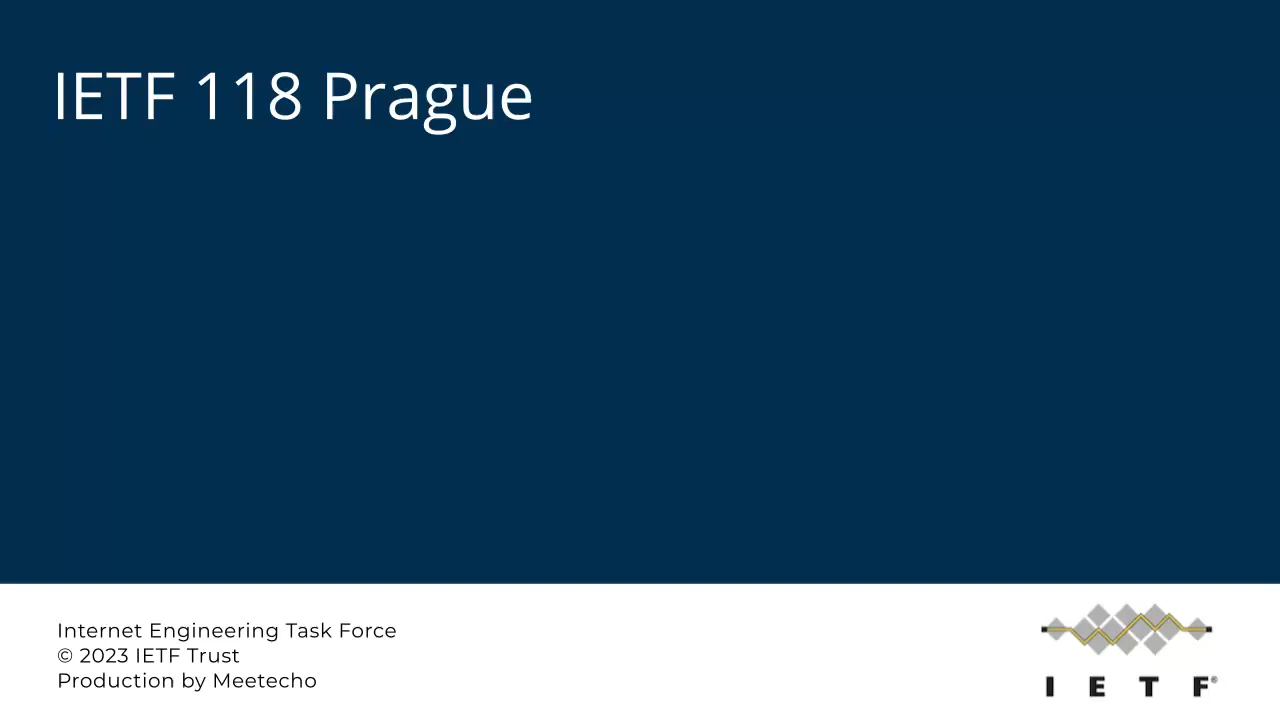 IETF 118 Prague
Internet Engineering Task Force
© 2023 IETF Trust
Production by Meetecho
I E T F®